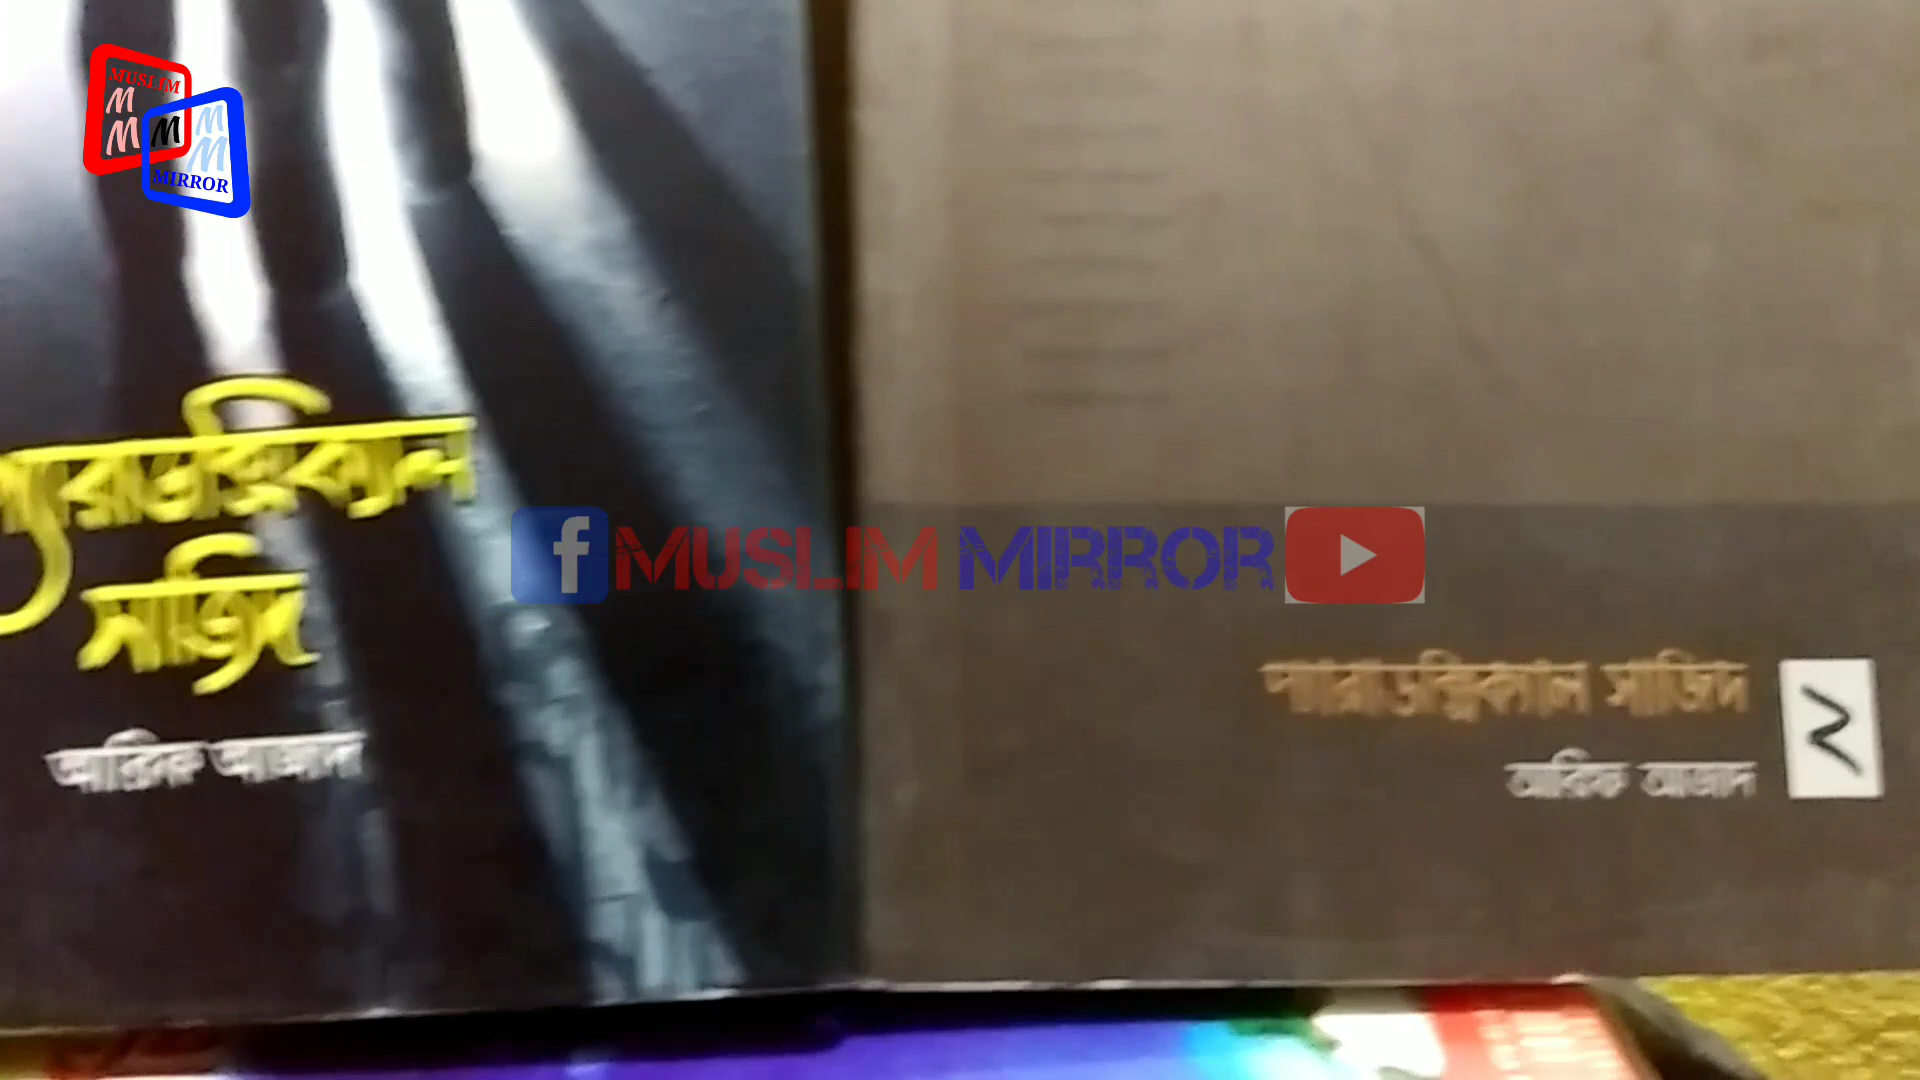 MUSLIM
MIRROR
প্যারাডক্সিক্যাল
সাজিদ
আরিফ আজাদ
MUSLIM MIRROR
প্যারাডক্সিক্যাল সাজিদ
২
আরিফ আজাদ